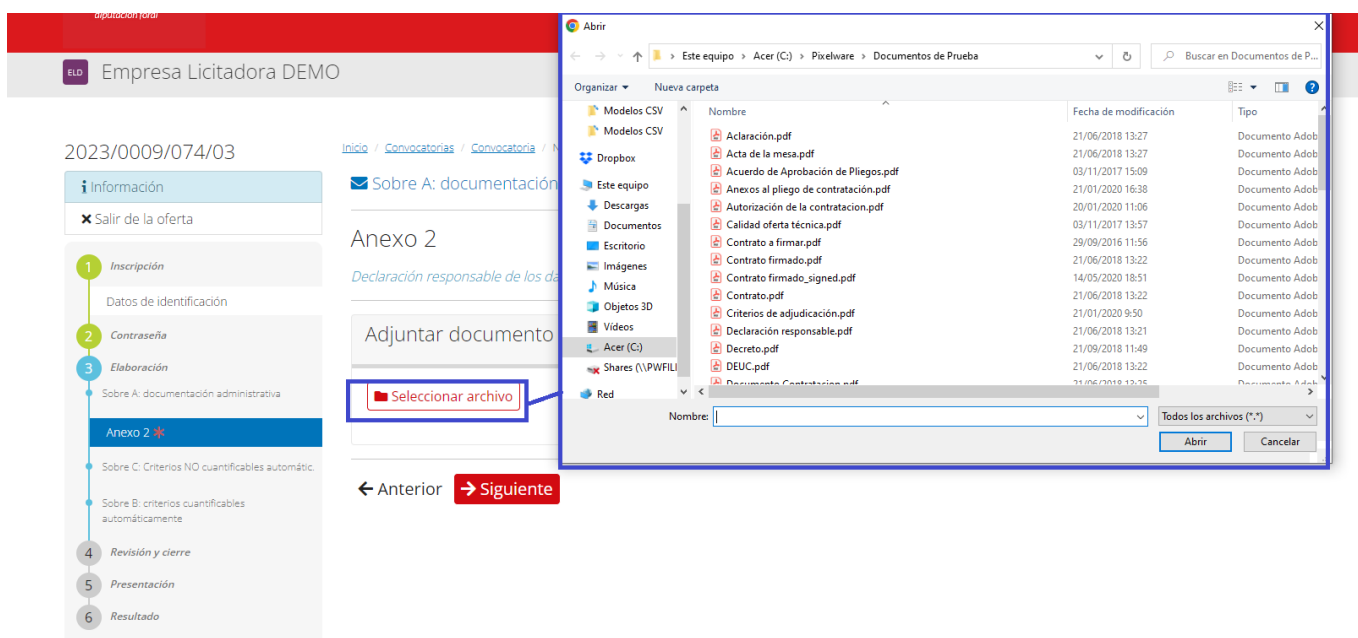 diputación foral
ELD Empresa Licitadora DEMO
2023/0009/074/03
Información
Salir de la oferta
1 Inscripción
Datos de identificación
2 Contraseña
3 Elaboración
Sobre A: documentación administrativa
Anexo 2 *
Sobre C: Criterios NO cuantificables automátic.
Sobre B: criterios cuantificables
automáticamente
4 Revisión y cierre
5 Presentación
6 Resultado
Inicio / Convocatorias / Convocatoria / N
Sobre A: documentación
Anexo 2
Declaración responsable de los da
Adjuntar documento
Seleccionar archivo
Anterior Siguiente
Abrir
Este equipo > Acer (C:) > Pixelware > Documentos de Prueba
Buscar en Documentos de P...
Organizar Nueva carpeta
Modelos CSV
Modelos CSV
Dropbox
Este equipo
Descargas
Documentos
Escritorio
Imágenes
Música
Objetos 3D
Vídeos
Acer (C:)
Shares (\\PWFILI
Red
Nombre Fecha de modificación Tipo
Aclaración.pdf 21/06/2018 13:27 Documento Adob
Acta de la mesa.pdf 21/06/2018 13:27 Documento Adob
Acuerdo de Aprobación de Pliegos.pdf 03/11/2017 15:09 Documento Adob
Anexos al pliego de contratación.pdf 21/01/2020 16:38 Documento Adob
Autorización de la contratacion.pdf 20/01/2020 11:06 Documento Adob
Calidad oferta técnica.pdf 03/11/2017 13:57 Documento Adob
Contrato a firmar.pdf 29/09/2016 11:56 Documento Adob
Contrato firmado.pdf 21/06/2018 13:22 Documento Adob
Contrato firmado_signed.pdf 14/05/2020 18:51 Documento Adob
Contrato.pdf 21/06/2018 13:22 Documento Adob
Criterios de adjudicación.pdf 21/01/2020 9:50 Documento Adob
Declaración responsable.pdf 21/06/2018 13:21 Documento Adob
Decreto.pdf 21/09/2018 11:49 Documento Adob
DEUC.pdf 21/06/2018 13:22 Documento Adob
Documento Contratacion.pdf 21/06/2018 13:25 Documento Adob
Nombre: Todos los archivos (*.*)
Abrir Cancelar